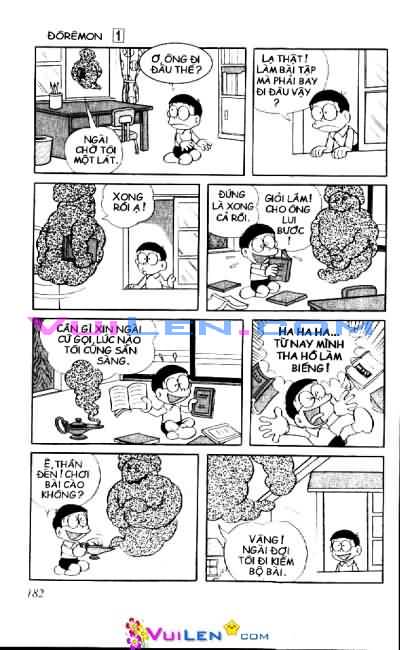 ĐÔRÊMON 1
Ơ, ÔNG ĐI
ĐÂU THẾ?
NGÀI
CHỜ TÔI
MỘT LÁT.
LẠ THẬT!
LÀM BÀI TẬP
MÀ PHẢI BAY
ĐI ĐÂU VẬY
?
XONG
RỒI Ạ!
ĐÚNG
LÀ XONG
CẢ RỒI.
GIỎI LẮM!
CHO ÔNG
LUI
BƯỚC
!
CẦN GÌ XIN NGÀI
CỨ GỌI, LÚC NÀO
TÔI CŨNG SẴN
SÀNG.
HA HA HA...
TỪ NAY MÌNH
THA HỒ LÀM
BIẾNG!
VUILEN.COM
Ê, THẦN
ĐÈN! CHƠI
BÀI CÀO
KHÔNG?
VÂNG!
NGÀI ĐỢI
TÔI ĐI KIẾM
BỘ BÀI.
182
VUILEN.COM